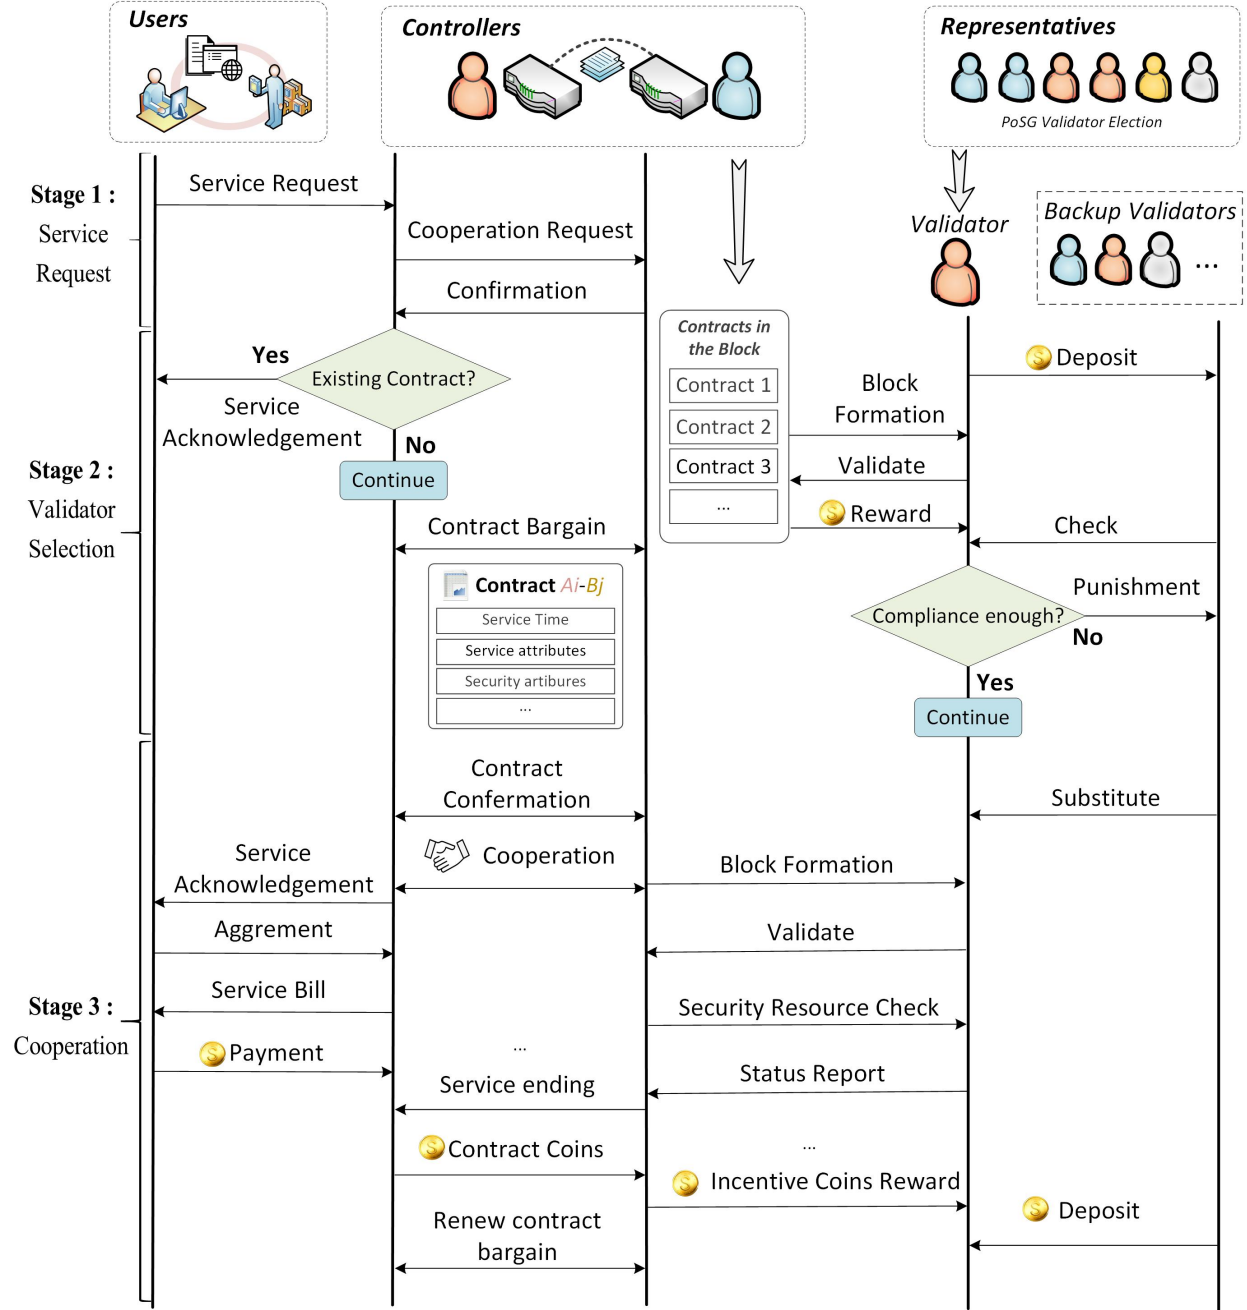 Users
Controllers
Representatives
PoSG Validator Election
Stage 1 :
Service
Request
Service Request
Cooperation Request
Confirmation
Validator
Backup Validators
...
Contracts in
the Block
Contract 1
Contract 2
Contract 3
...
Yes
Existing Contract?
Service
Acknowledgement
No
Continue
Block
Formation
Deposit
Validate
Reward
Check
Stage 2 :
Validator
Selection
Contract Bargain
Contract Ai-Bj
Service Time
Service attributes
Security artibures
...
Compliance enough?
Punishment
No
Yes
Continue
Contract
Confermation
Substitute
Service
Acknowledgement
Cooperation
Block Formation
Aggrement
Validate
Stage 3 :
Cooperation
Service Bill
Security Resource Check
Payment
...
Status Report
Service ending
Contract Coins
...
Incentive Coins Reward
Renew contract
bargain
Deposit